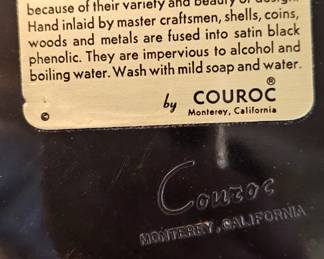 because of their variety and beauty of design.
Hand inlaid by master craftsmen, shells, coins,
woods and metals are fused into satin black
phenolic. They are impervious to alcohol and
boiling water. Wash with mild soap and water.
®
by COUROC
Monterey, California
©
Couroc
MONTEREY, CALIFORNIA